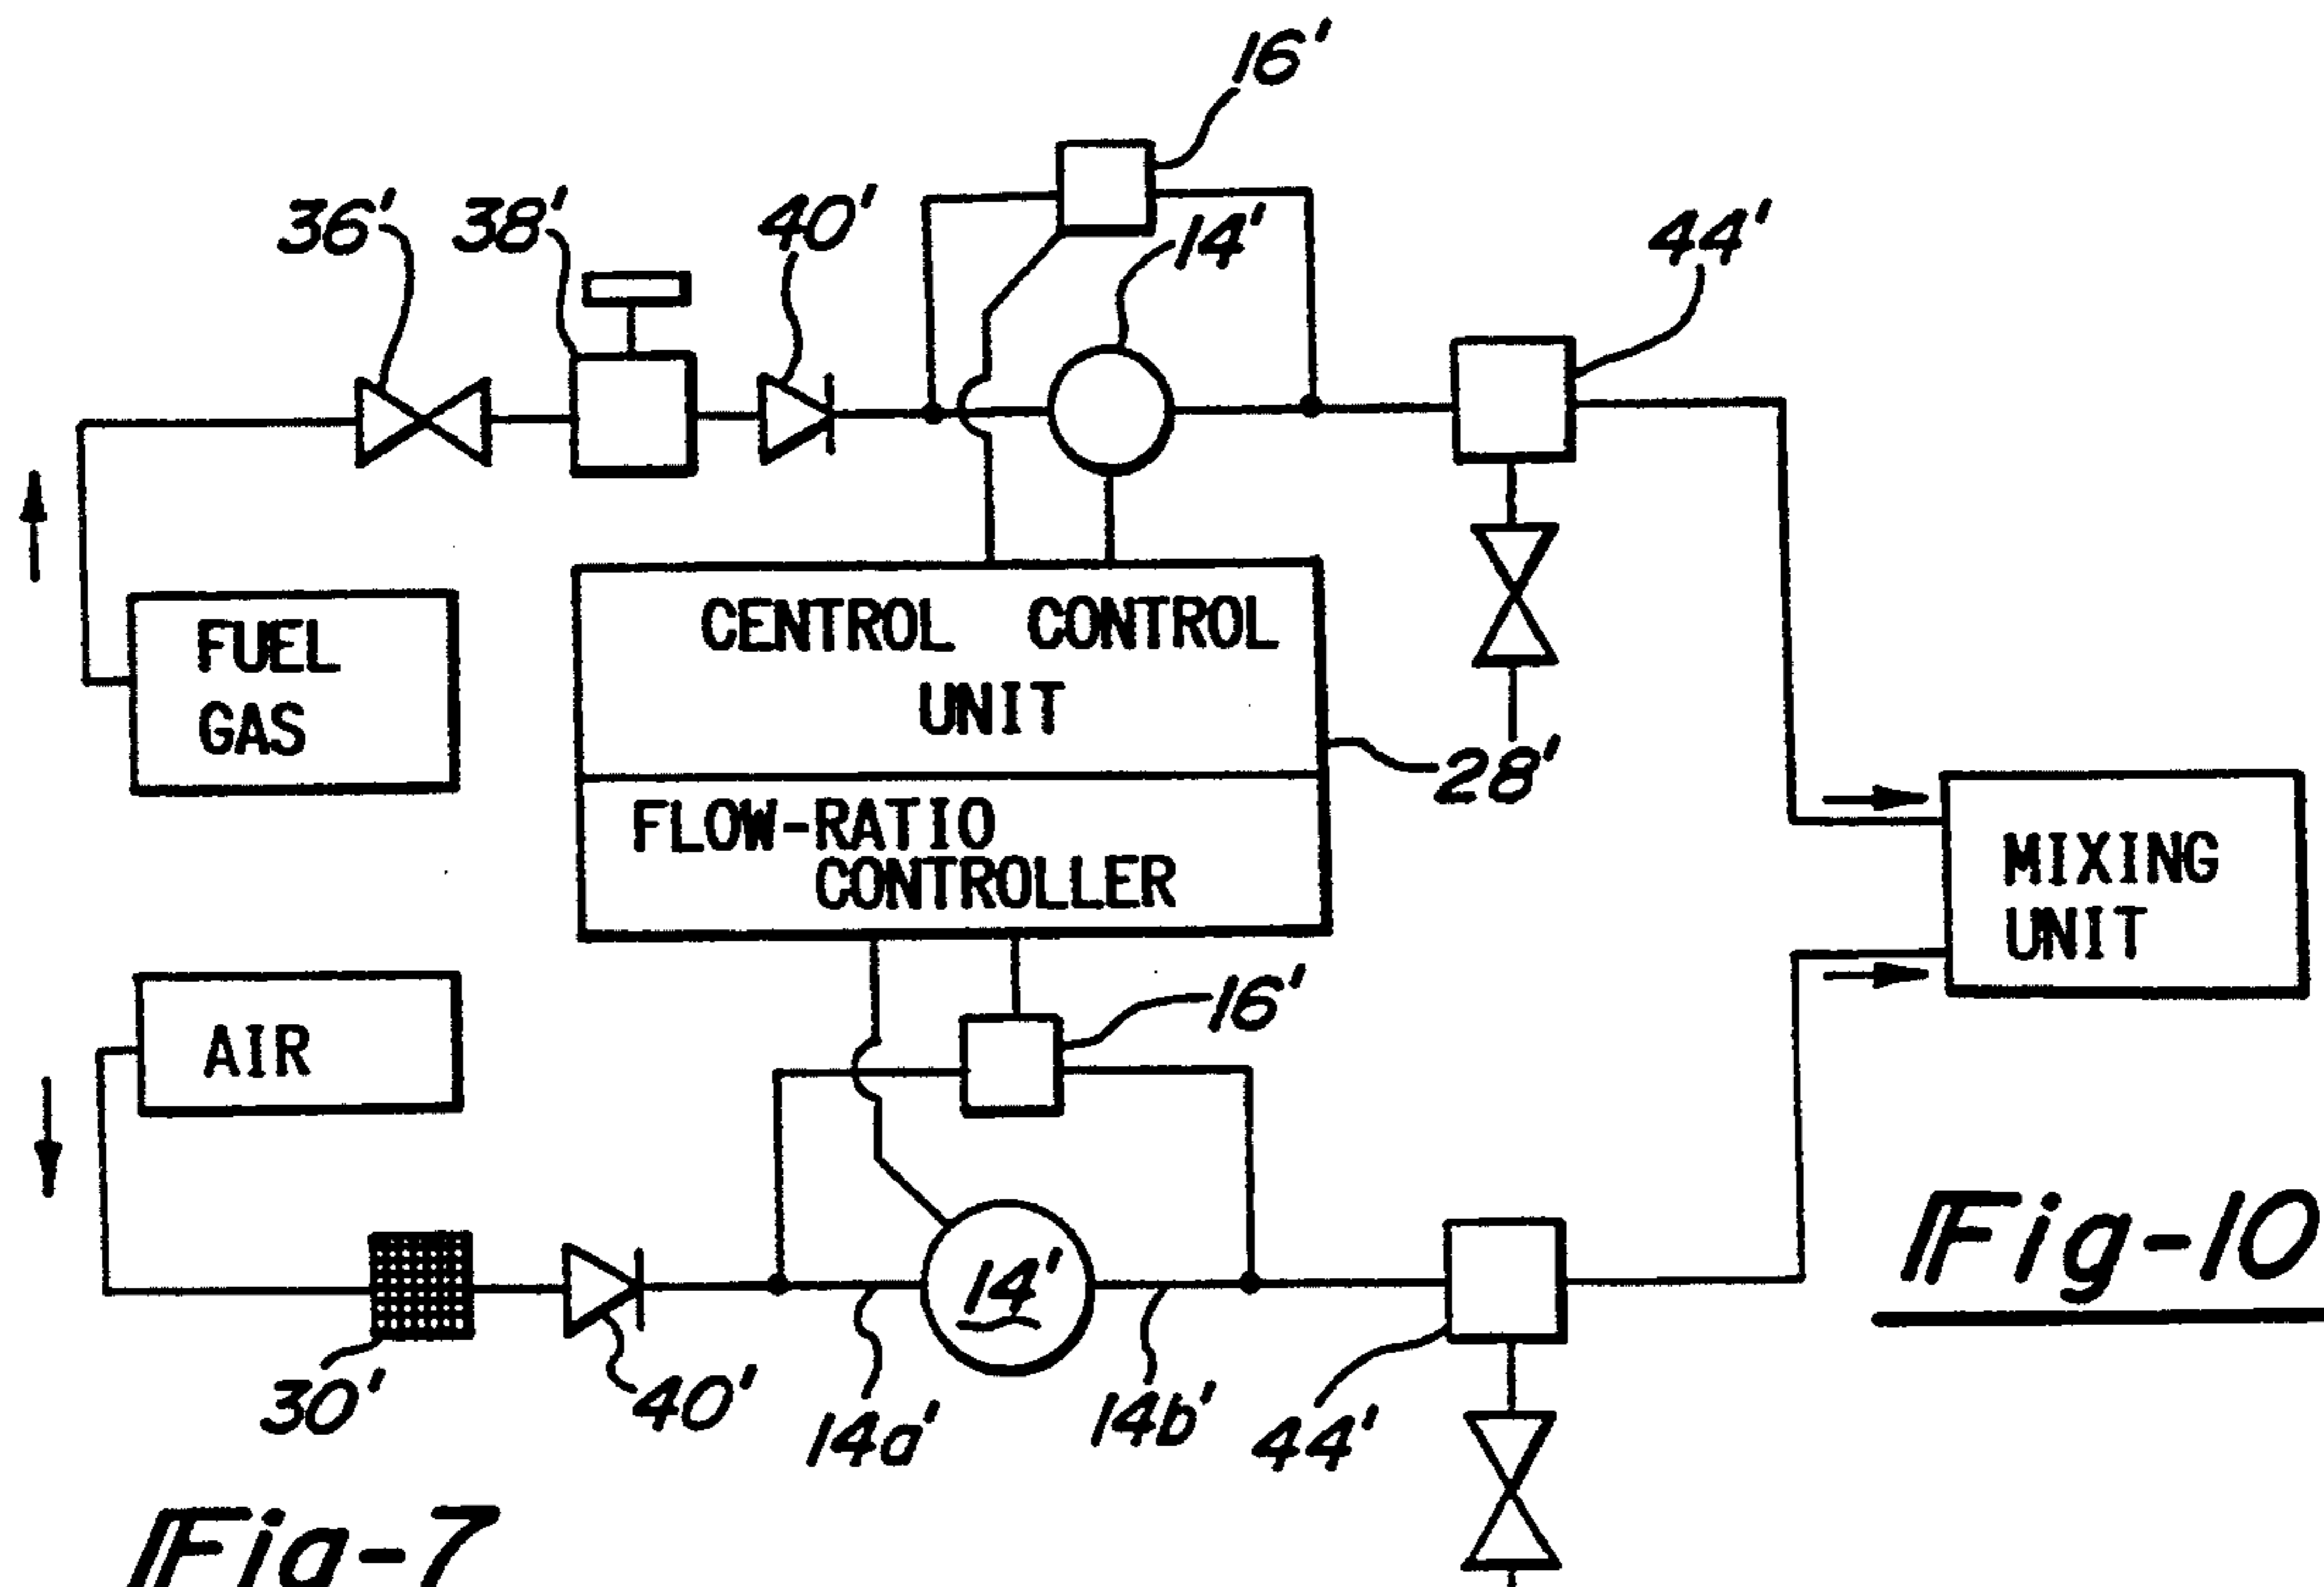 16'
36'
38'
40'
14'
44'
FUEL
GAS
CENTROL CONTROL
UNIT
28'
FLOW-RATIO
CONTROLLER
MIXING
UNIT
AIR
16'
14'
30'
40'
14a'
14b'
44'
Fig-10
Fig-7